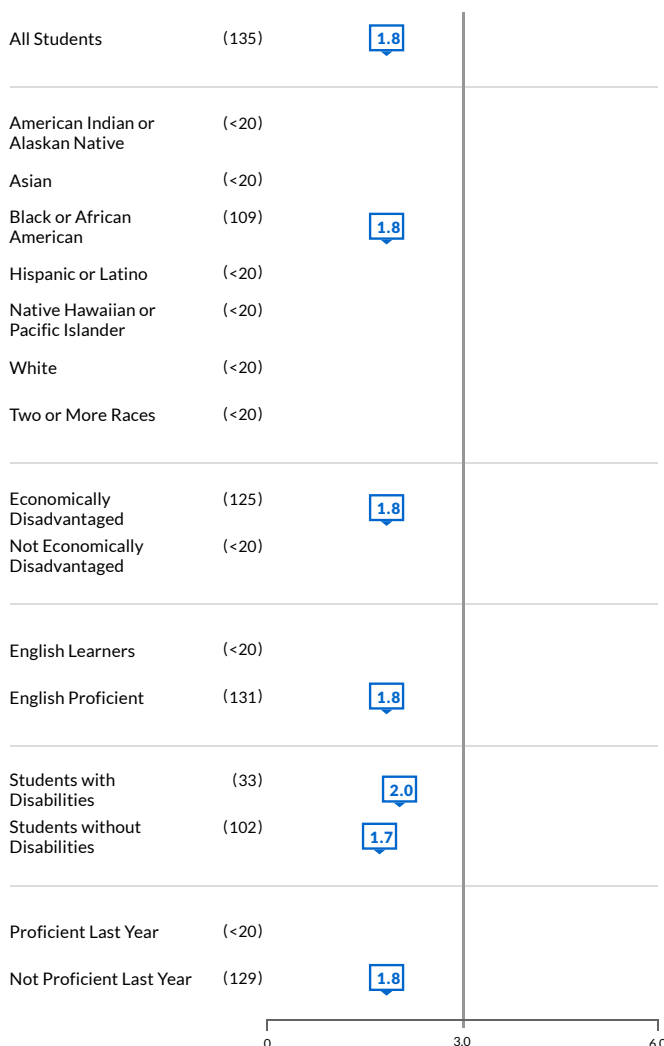 All Students (135) 1.8
American Indian or (<20)
Alaskan Native
Asian (<20)
Black or African (109) 1.8
American
Hispanic or Latino (<20)
Native Hawaiian or (<20)
Pacific Islander
White (<20)
Two or More Races (<20)
Economically (125) 1.8
Disadvantaged
Not Economically (<20)
Disadvantaged
English Learners (<20)
English Proficient (131) 1.8
Students with (33) 2.0
Disabilities
Students without (102) 1.7
Disabilities
Proficient Last Year (<20)
Not Proficient Last Year (129) 1.8
0 3.0 6.0